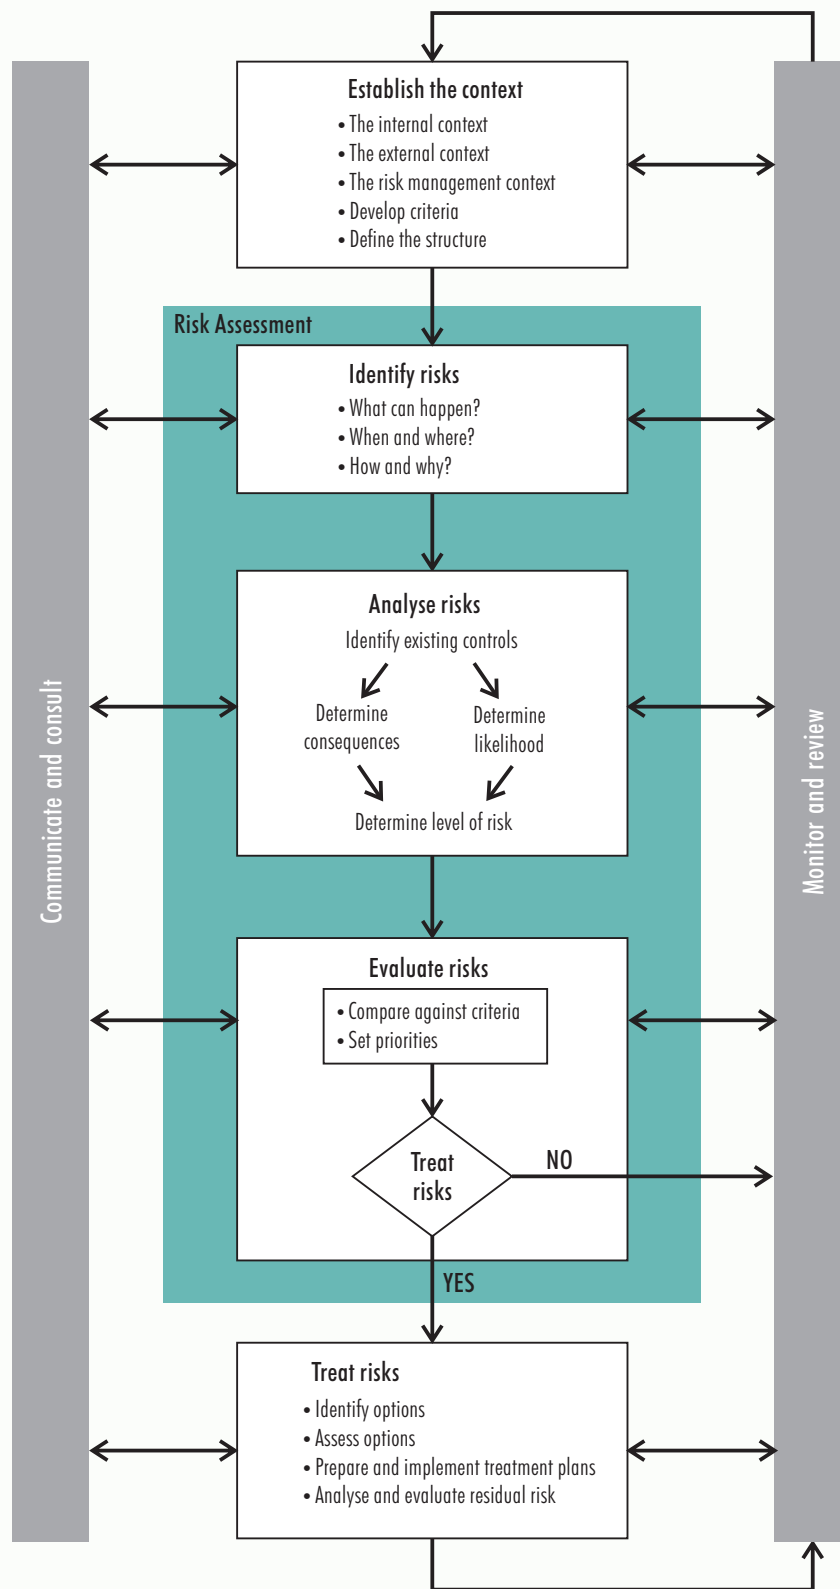 Establish the context
• The internal context
• The external context
• The risk management context
• Develop criteria
• Define the structure
Risk Assessment
Identify risks
• What can happen?
• When and where?
• How and why?
Analyse risks
Identify existing controls
Determine
consequences
Determine
likelihood
Determine level of risk
Evaluate risks
• Compare against criteria
• Set priorities
Treat
risks
NO
YES
Treat risks
• Identify options
• Assess options
• Prepare and implement treatment plans
• Analyse and evaluate residual risk
Communicate and consult
Monitor and review